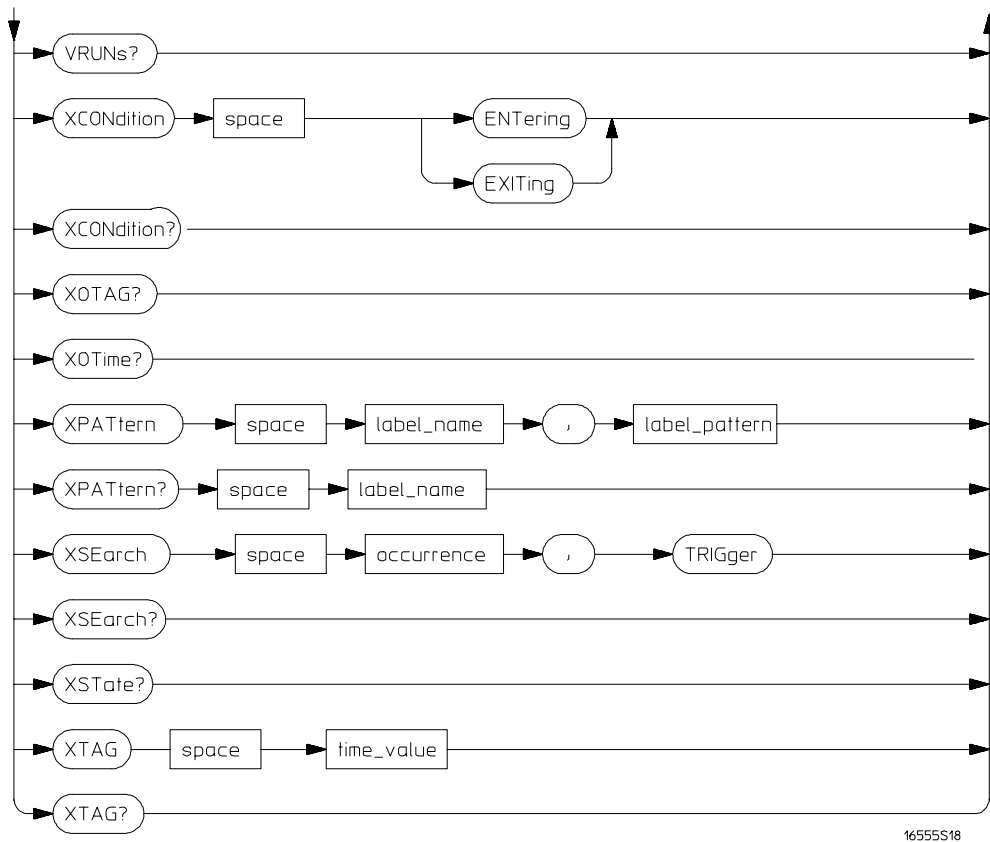 VRUNs?
XCONdition space ENTering
EXITing
XCONdition?
XOTAG?
XOTime?
XPATtern space label_name , label_pattern
XPATtern? space label_name
XSEarch space occurrence , TRIGger
XSEarch?
XSTate?
XTAG space time_value
XTAG?
16555S18